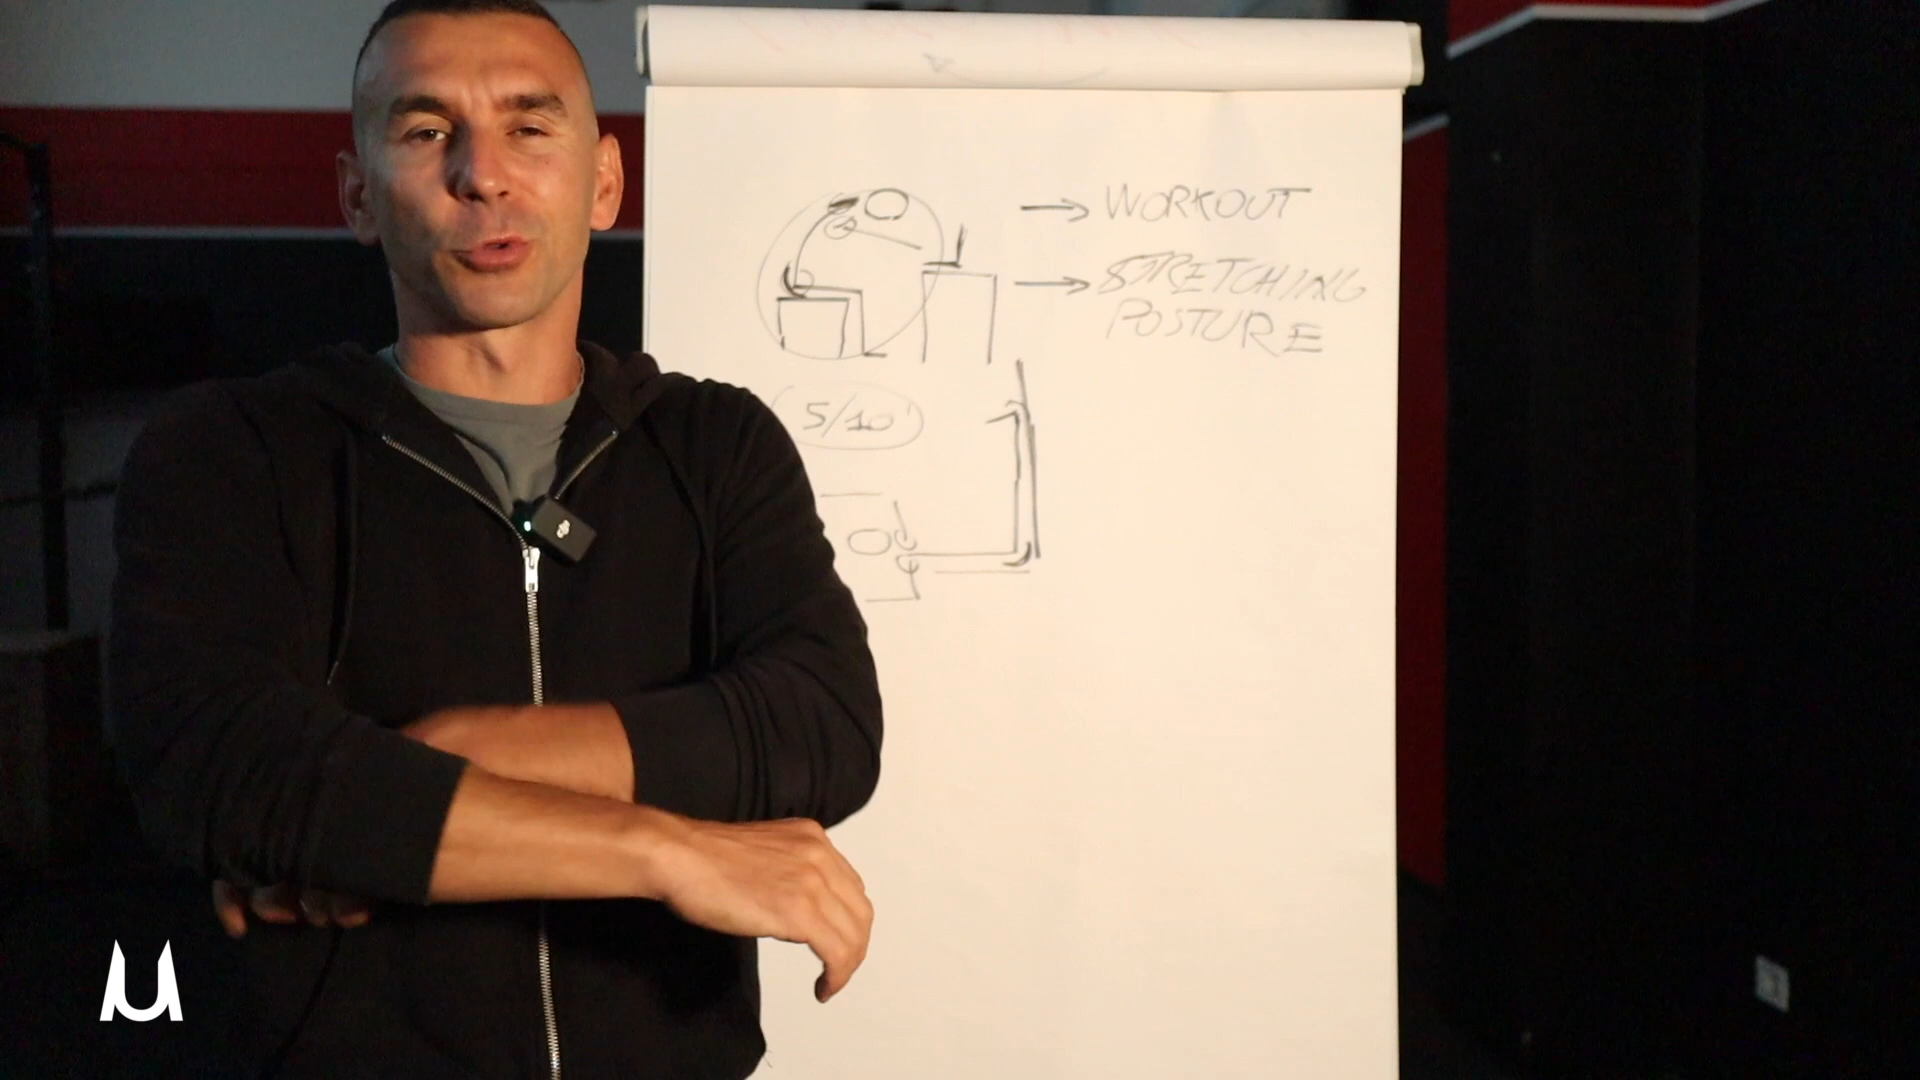 → WORKOUT
→ STRETCHING
POSTURE
5/10'